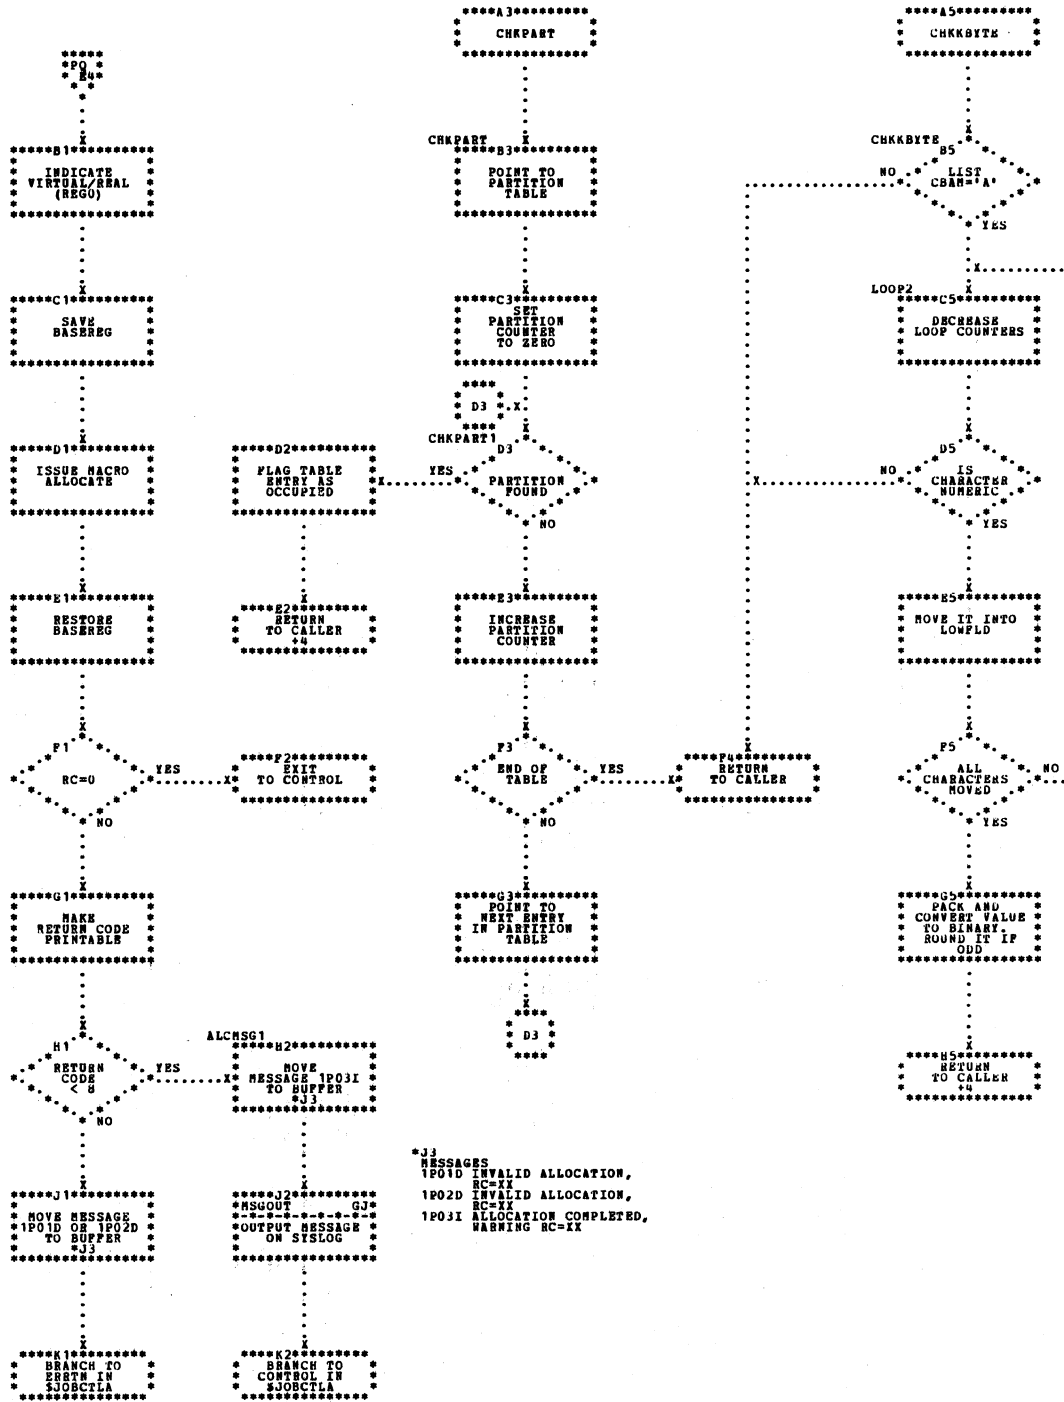 PQ
E4
B1
INDICATE
VIRTUAL/REAL
(REG0)
C1
SAVE
BASEREG
D1
ISSUE MACRO
ALLOCATE
E1
RESTORE
BASEREG
F1
RC=0
YES
NO
G1
MAKE
RETURN CODE
PRINTABLE
H1
RETURN
CODE
< 8
YES
NO
J1
MOVE MESSAGE
1P01D OR 1P02D
TO BUFFER
*J3
K1
BRANCH TO
ERRTN IN
$JOBCTLA
D2
FLAG TABLE
ENTRY AS
OCCUPIED
E2
RETURN
TO CALLER
+4
F2
EXIT
TO CONTROL
ALCMSG1
H2
MOVE
MESSAGE 1P03I
TO BUFFER
*J3
J2
*MSGOUT GJ*
OUTPUT MESSAGE
ON SYSLOG
K2
BRANCH TO
CONTROL IN
$JOBCTLA
A3
CHKPART
CHKPART
B3
POINT TO
PARTITION
TABLE
C3
SET
PARTITION
COUNTER
TO ZERO
D3
CHKPART1
D3
PARTITION
FOUND
YES
NO
E3
INCREASE
PARTITION
COUNTER
F3
END OF
TABLE
YES
NO
G3
POINT TO
NEXT ENTRY
IN PARTITION
TABLE
D3
*J3
MESSAGES
1P01D INVALID ALLOCATION,
RC=XX
1P02D INVALID ALLOCATION,
RC=XX
1P03I ALLOCATION COMPLETED,
WARNING RC=XX
F4
RETURN
TO CALLER
A5
CHKKBYTE
CHKKBYTE
B5
LIST
CHAM='A'
NO
YES
LOOP2
C5
DECREASE
LOOP COUNTERS
D5
IS
CHARACTER
NUMERIC
NO
YES
E5
MOVE IT INTO
LOWFLD
F5
ALL
CHARACTERS
MOVED
NO
YES
G5
PACK AND
CONVERT VALUE
TO BINARY.
ROUND IT IF
ODD
H5
RETURN
TO CALLER
+4